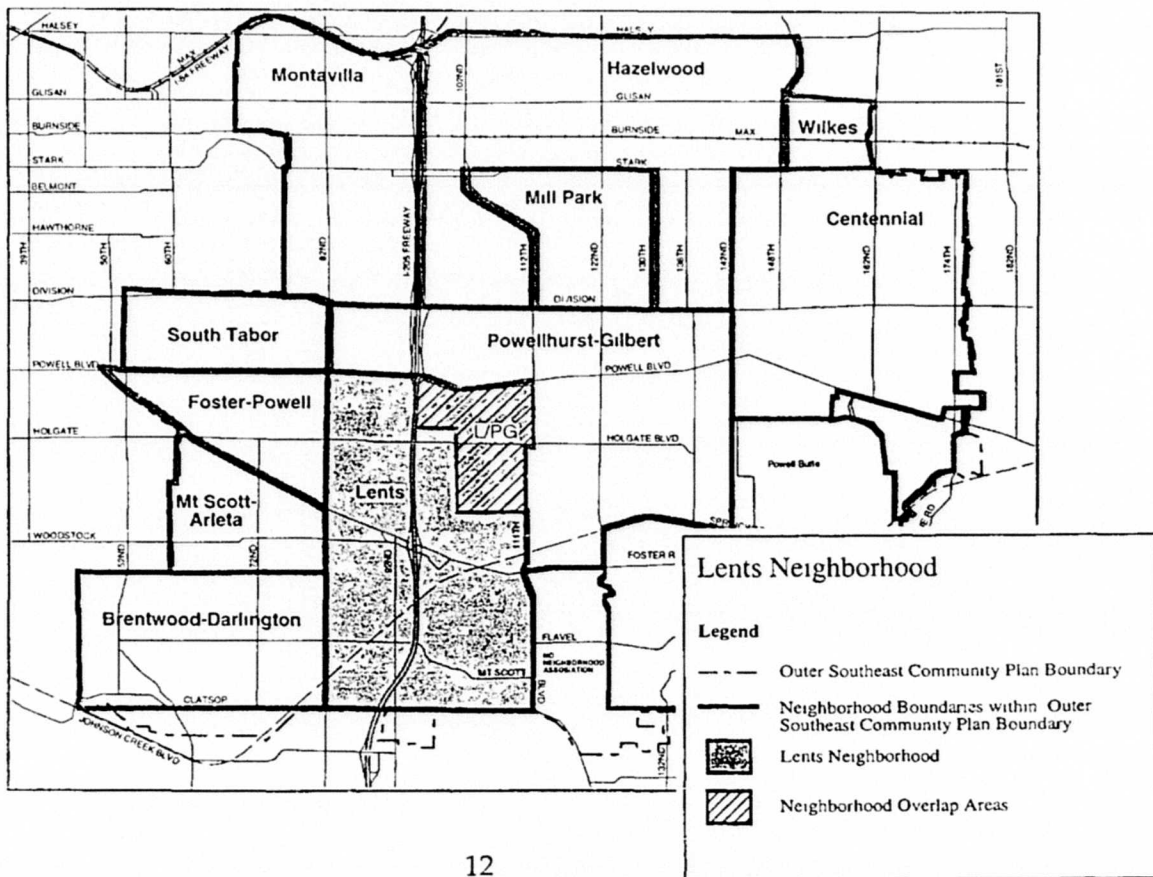 HALSEY
HALSEY
MAX
I-84 FREEWAY
Montavilla
102ND
Hazelwood
181ST
GLISAN
GLISAN
BURNSIDE
BURNSIDE
MAX
Wilkes
STARK
STARK
BELMONT
Mill Park
Centennial
HAWTHORNE
39TH
50TH
60TH
82ND
I-205 FREEWAY
112TH
122ND
130TH
136TH
142ND
148TH
162ND
174TH
182ND
DIVISION
DIVISION
South Tabor
Powellhurst-Gilbert
POWELL BLVD
POWELL BLVD
Foster-Powell
L/PG
HOLGATE
HOLGATE BLVD
Powell Butte
Mt Scott-
Arleta
Lents
111TH
RD
WOODSTOCK
52ND
72ND
92ND
FOSTER R
Brentwood-Darlington
FLAVEL
NO
NEIGHBORHOOD
ASSOCIATION
MT SCOTT
BLVD
CLATSOP
JOHNSON CREEK BLVD
132ND
Lents Neighborhood
Legend
Outer Southeast Community Plan Boundary
Neighborhood Boundaries within Outer
Southeast Community Plan Boundary
Lents Neighborhood
Neighborhood Overlap Areas
12